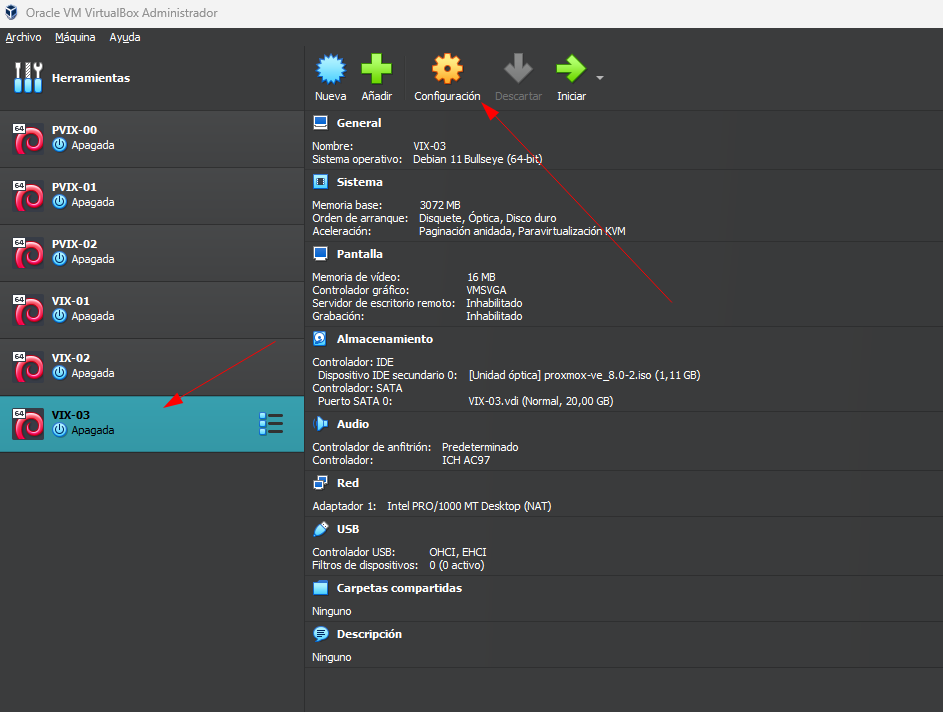 Oracle VM VirtualBox Administrador
Archivo Máquina Ayuda
Herramientas
Nueva Añadir Configuración Descartar Iniciar
64 PVIX-00
Apagada
64 PVIX-01
Apagada
64 PVIX-02
Apagada
64 VIX-01
Apagada
64 VIX-02
Apagada
64 VIX-03
Apagada
General
Nombre: VIX-03
Sistema operativo: Debian 11 Bullseye (64-bit)
Sistema
Memoria base: 3072 MB
Orden de arranque: Disquete, Óptica, Disco duro
Aceleración: Paginación anidada, Paravirtualización KVM
Pantalla
Memoria de vídeo: 16 MB
Controlador gráfico: VMSVGA
Servidor de escritorio remoto: Inhabilitado
Grabación: Inhabilitado
Almacenamiento
Controlador: IDE
Dispositivo IDE secundario 0: [Unidad óptica] proxmox-ve_8.0-2.iso (1,11 GB)
Controlador: SATA
Puerto SATA 0: VIX-03.vdi (Normal, 20,00 GB)
Audio
Controlador de anfitrión: Predeterminado
Controlador: ICH AC97
Red
Adaptador 1: Intel PRO/1000 MT Desktop (NAT)
USB
Controlador USB: OHCI, EHCI
Filtros de dispositivos: 0 (0 activo)
Carpetas compartidas
Ninguno
Descripción
Ninguno